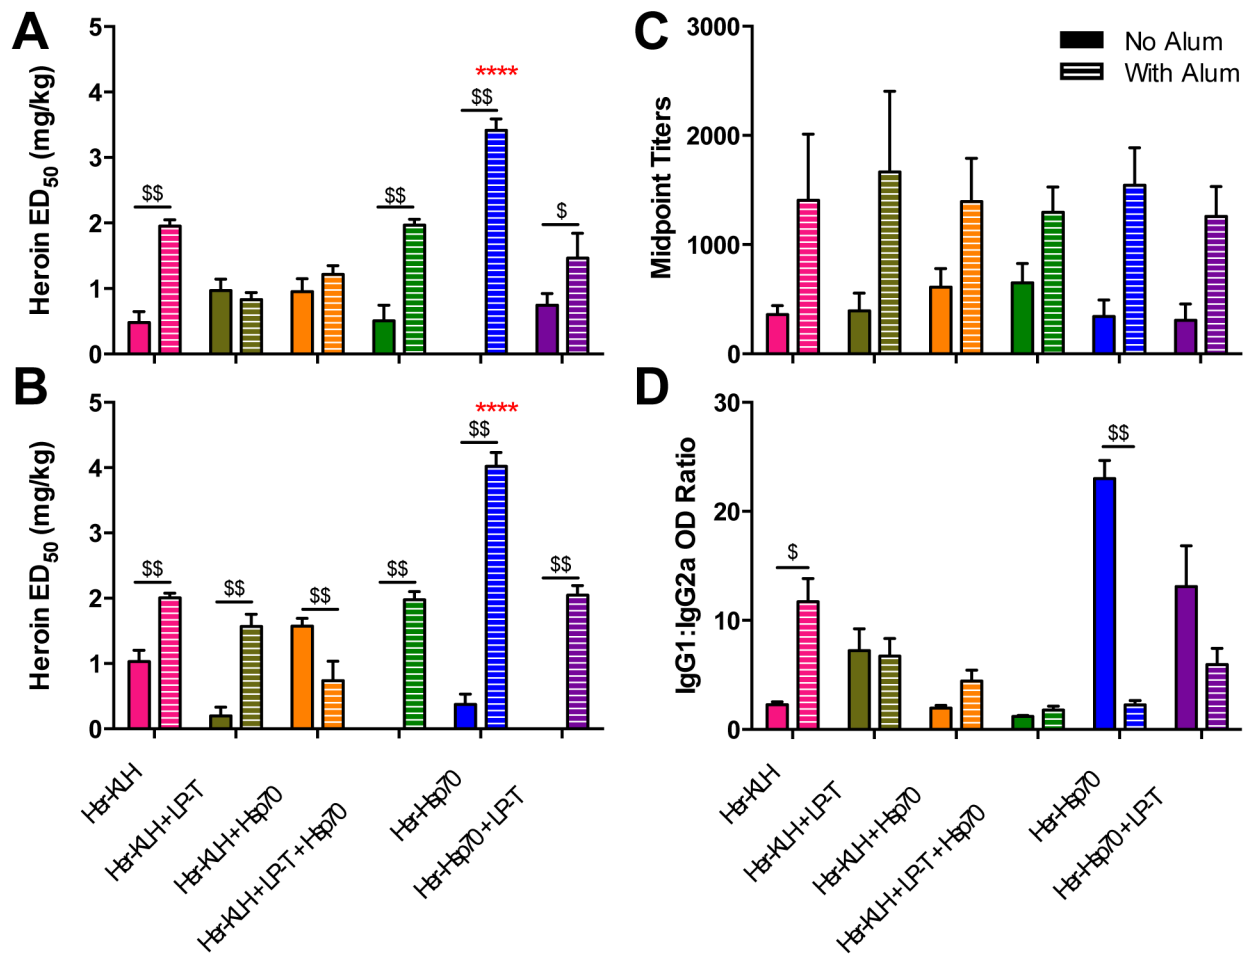 A
Heroin ED50 (mg/kg)
5
4
3
2
1
0
$$
$$
$$
****
$
B
Heroin ED50 (mg/kg)
5
4
3
2
1
0
$$
$$
$$
$$
$$
****
$$
Her-KLH
Her-KLH + LP-T
Her-KLH + Hsp70
Her-KLH + LP-T + Hsp70
Her-Hsp70
Her-Hsp70 + LP-T
C
Midpoint Titers
3000
2000
1000
0
No Alum
With Alum
D
IgG1:IgG2a OD Ratio
30
20
10
0
$
$$
Her-KLH
Her-KLH + LP-T
Her-KLH + Hsp70
Her-KLH + LP-T + Hsp70
Her-Hsp70
Her-Hsp70 + LP-T